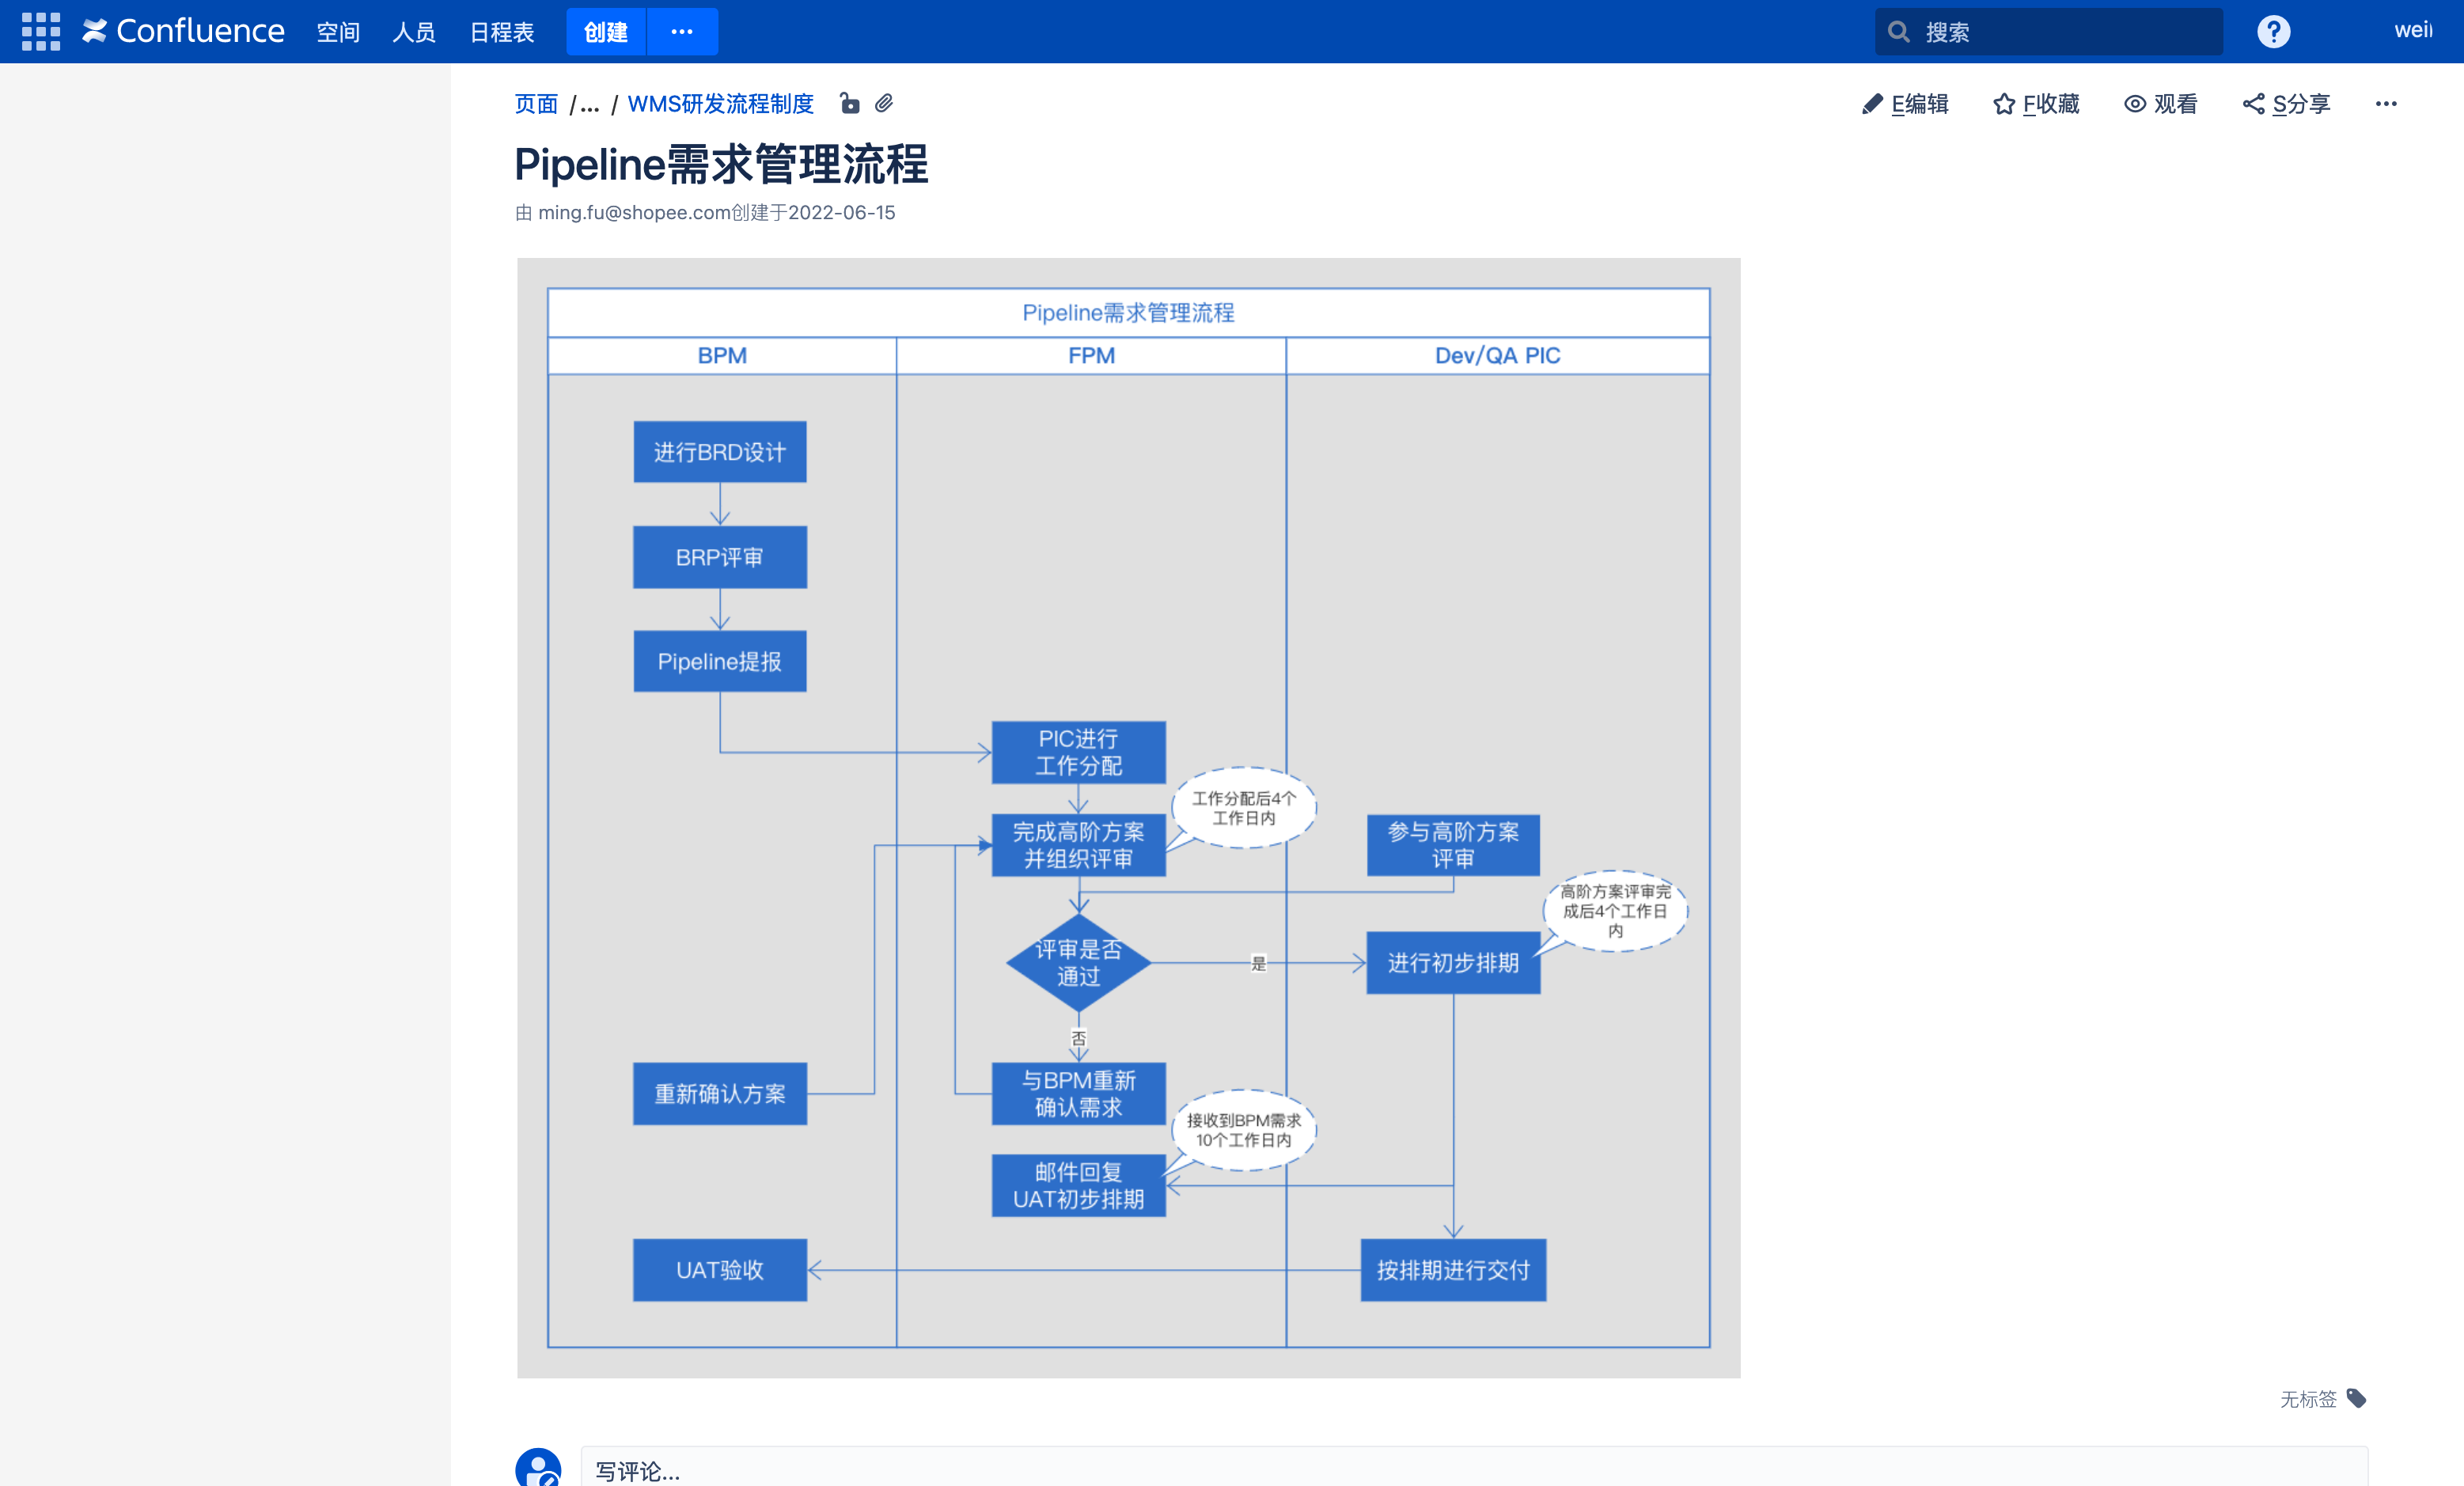 Confluence 空间 人员 日程表 创建 ··· 搜索 ? weii
页面 /... / WMS研发流程制度 E编辑 F收藏 观看 S分享 ···
Pipeline需求管理流程
由 ming.fu@shopee.com创建于2022-06-15
Pipeline需求管理流程
BPM FPM Dev/QA PIC
进行BRD设计
BRP评审
Pipeline提报
PIC进行
工作分配
工作分配后4个
工作日内
完成高阶方案
并组织评审
参与高阶方案
评审
高阶方案评审完
成后4个工作日
内
评审是否
通过
是
进行初步排期
否
重新确认方案
与BPM重新
确认需求
接收到BPM需求
10个工作日内
邮件回复
UAT初步排期
UAT验收
按排期进行交付
无标签
写评论...